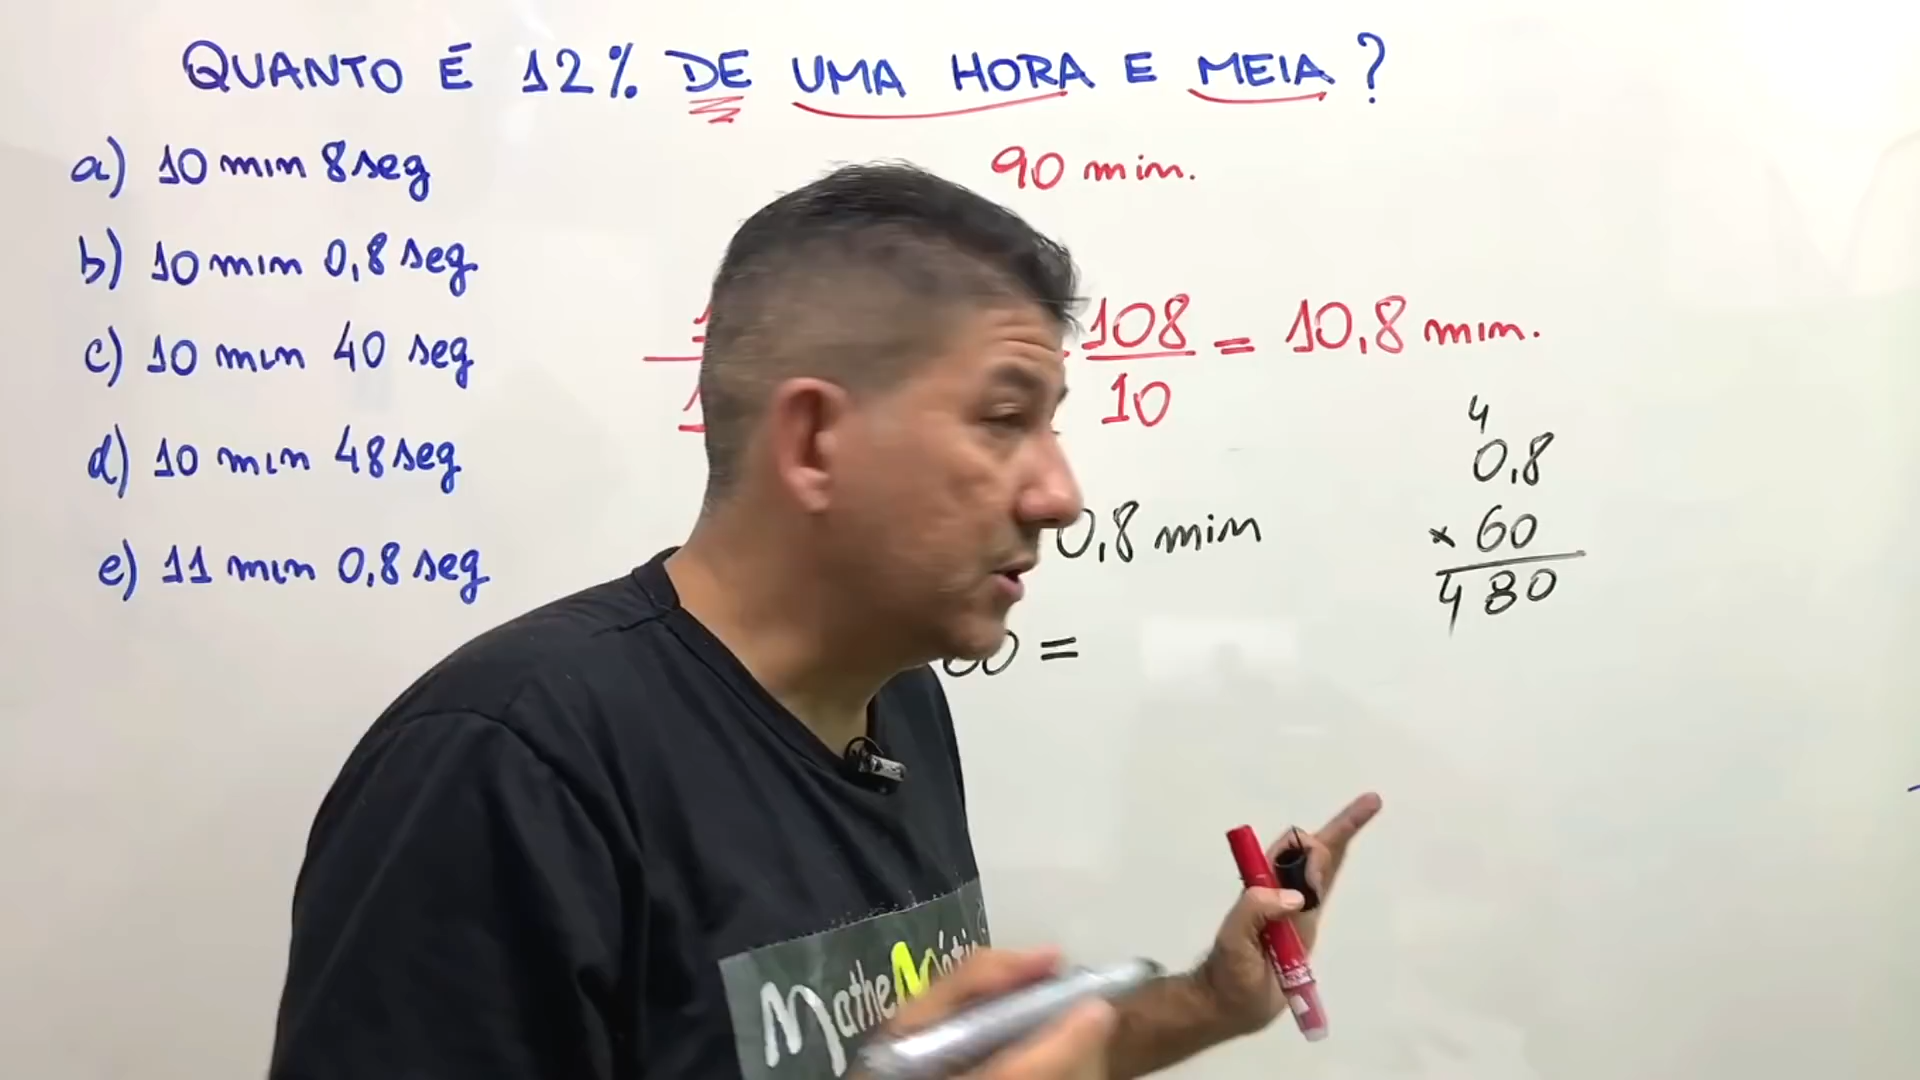 QUANTO É 12% DE UMA HORA E MEIA?
a) 10 min 8 seg
90 min.
b) 10 min 0,8 seg
c) 10 min 40 seg
108
10
= 10,8 min.
d) 10 min 48 seg
e) 11 min 0,8 seg
0,8 min
=
4
0,8
× 60
480
Mathe